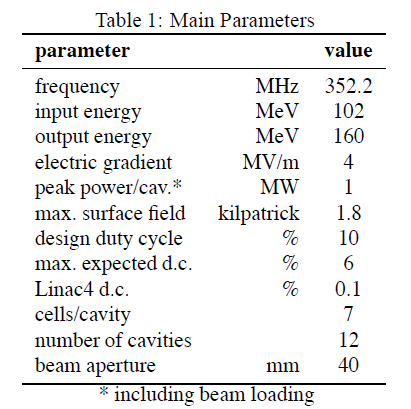 Table 1: Main Parameters
parameter value
frequency MHz 352.2
input energy MeV 102
output energy MeV 160
electric gradient MV/m 4
peak power/cav.* MW 1
max. surface field kilpatrick 1.8
design duty cycle % 10
max. expected d.c. % 6
Linac4 d.c. % 0.1
cells/cavity 7
number of cavities 12
beam aperture mm 40
* including beam loading